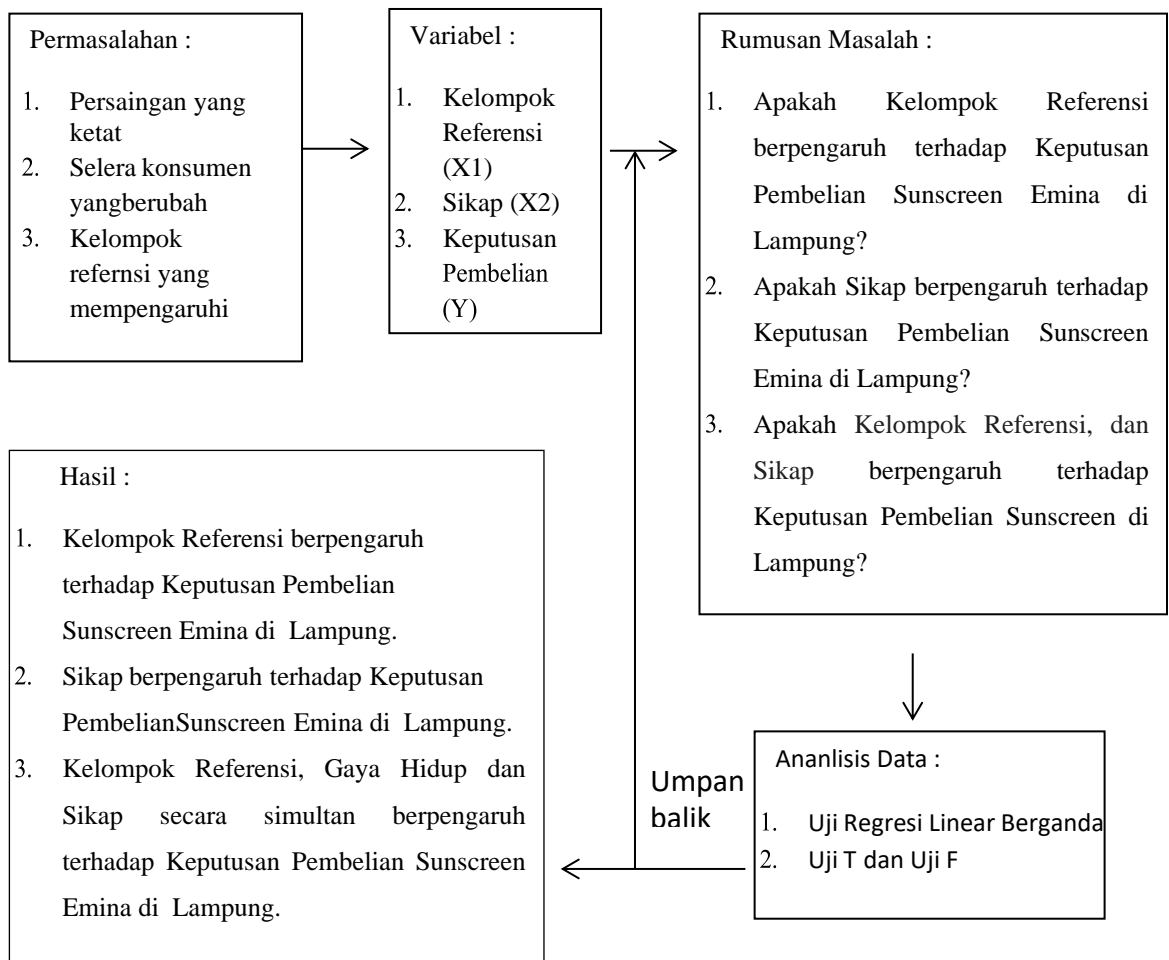 Permasalahan :
1. Persaingan yang
ketat
2. Selera konsumen
yangberubah
3. Kelompok
refernsi yang
mempengaruhi
Variabel :
1. Kelompok
Referensi
(X1)
2. Sikap (X2)
3. Keputusan
Pembelian
(Y)
Rumusan Masalah :
1. Apakah Kelompok Referensi
berpengaruh terhadap Keputusan
Pembelian Sunscreen Emina di
Lampung?
2. Apakah Sikap berpengaruh terhadap
Keputusan Pembelian Sunscreen
Emina di Lampung?
3. Apakah Kelompok Referensi, dan
Sikap berpengaruh terhadap
Keputusan Pembelian Sunscreen di
Lampung?
Hasil :
1. Kelompok Referensi berpengaruh
terhadap Keputusan Pembelian
Sunscreen Emina di Lampung.
2. Sikap berpengaruh terhadap Keputusan
PembelianSunscreen Emina di Lampung.
3. Kelompok Referensi, Gaya Hidup dan
Sikap secara simultan berpengaruh
terhadap Keputusan Pembelian Sunscreen
Emina di Lampung.
Umpan
balik
Ananlisis Data :
1. Uji Regresi Linear Berganda
2. Uji T dan Uji F